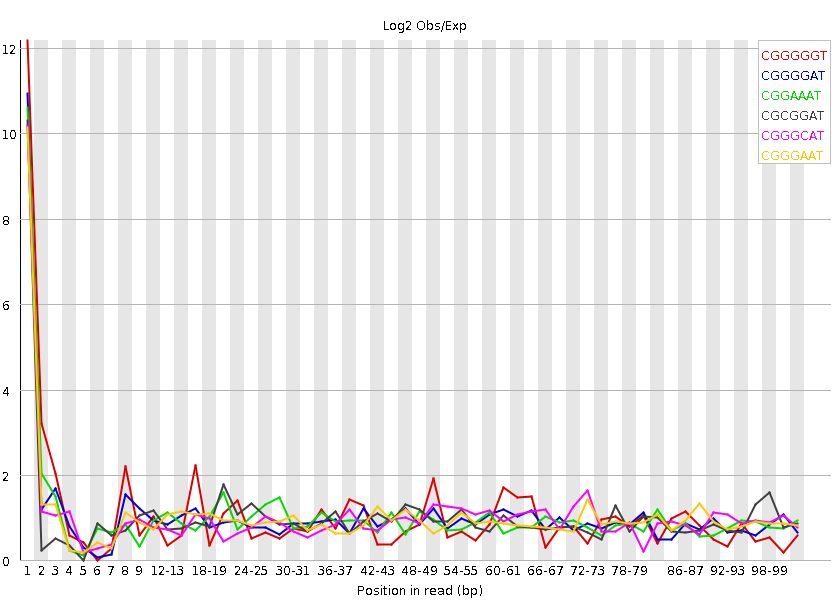 Log2 Obs/Exp
12
10
8
6
4
2
0
CGGGGGT
CGGGGAT
CGGAAAT
CGCGGAT
CGGGCAT
CGGGAAT
1 2 3 4 5 6 7 8 9 12-13 18-19 24-25 30-31 36-37 42-43 48-49 54-55 60-61 66-67 72-73 78-79 86-87 92-93 98-99
Position in read (bp)